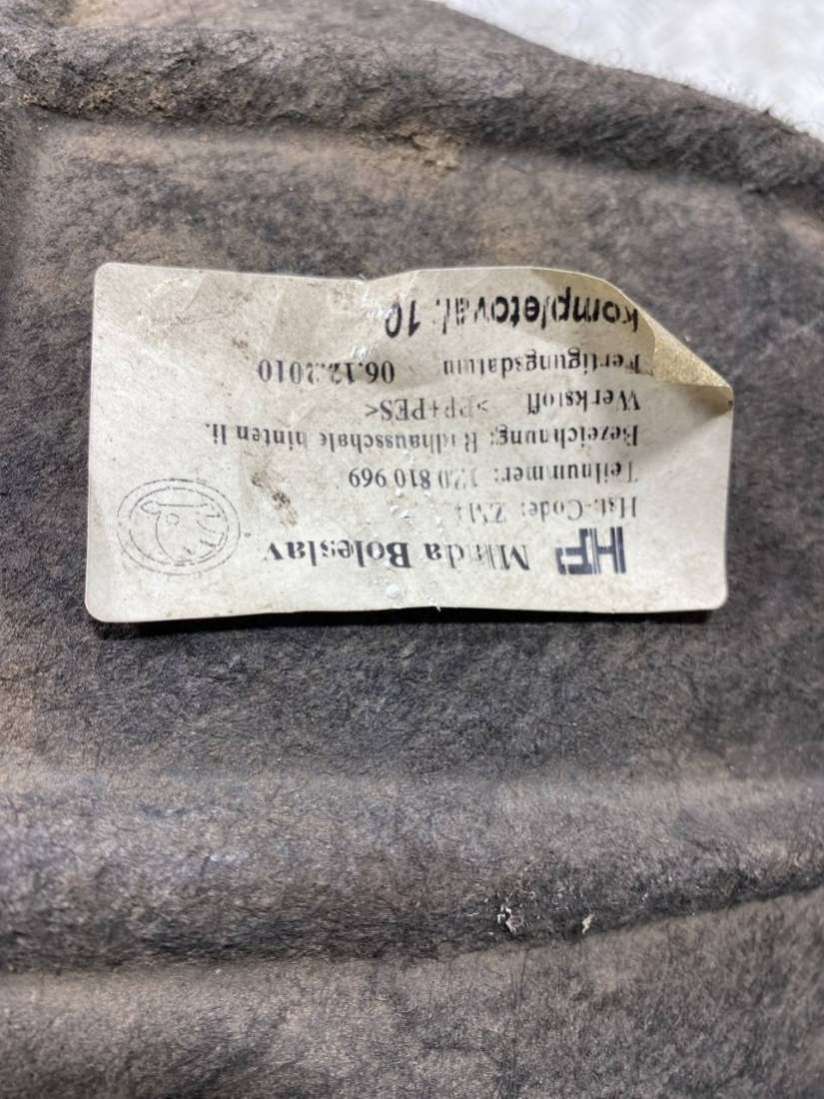 HP Mlada Boleslav
Hst.-Code:
Teilnummer: 810 969
Bezeichnung: Radhausschale hinten li.
Werkstoff >PP+PES<
Fertigungsdatum 06.12.2010
kompletoval: 10